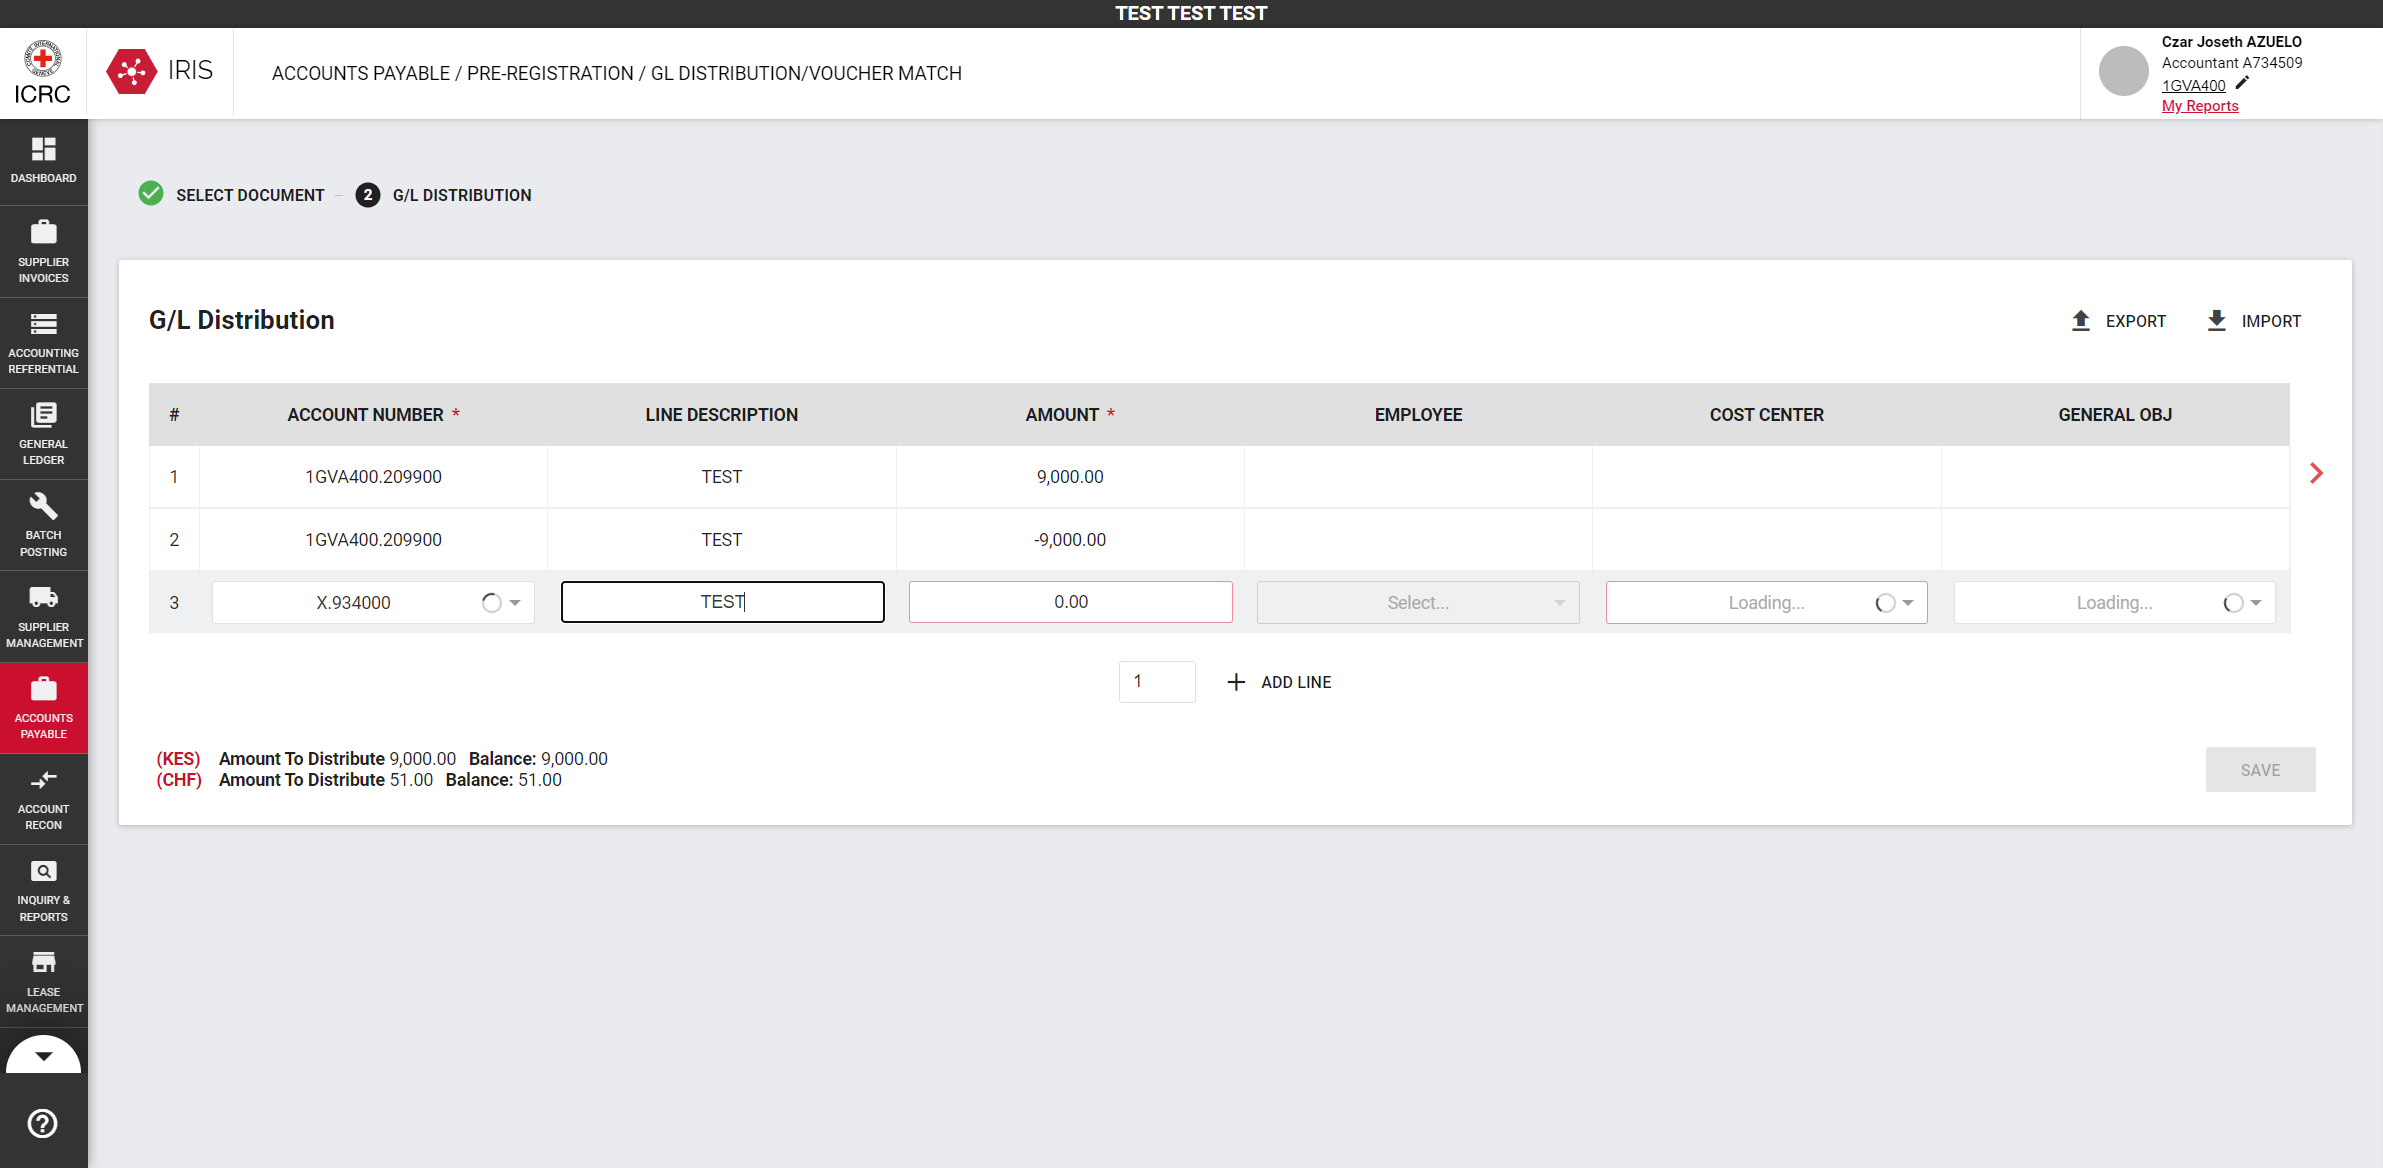 TEST TEST TEST
COMITE INTERNATIONAL GENEVE
ICRC
IRIS
ACCOUNTS PAYABLE / PRE-REGISTRATION / GL DISTRIBUTION/VOUCHER MATCH
Czar Joseth AZUELO
Accountant A734509
1GVA400
My Reports
DASHBOARD
SUPPLIER
INVOICES
ACCOUNTING
REFERENTIAL
GENERAL
LEDGER
BATCH
POSTING
SUPPLIER
MANAGEMENT
ACCOUNTS
PAYABLE
ACCOUNT
RECON
INQUIRY &
REPORTS
LEASE
MANAGEMENT
SELECT DOCUMENT – 2 G/L DISTRIBUTION
G/L Distribution
EXPORT IMPORT
# ACCOUNT NUMBER * LINE DESCRIPTION AMOUNT * EMPLOYEE COST CENTER GENERAL OBJ
1 1GVA400.209900 TEST 9,000.00
2 1GVA400.209900 TEST -9,000.00
3 X.934000 TEST 0.00 Select... Loading... Loading...
1 + ADD LINE
(KES) Amount To Distribute 9,000.00 Balance: 9,000.00
(CHF) Amount To Distribute 51.00 Balance: 51.00
SAVE